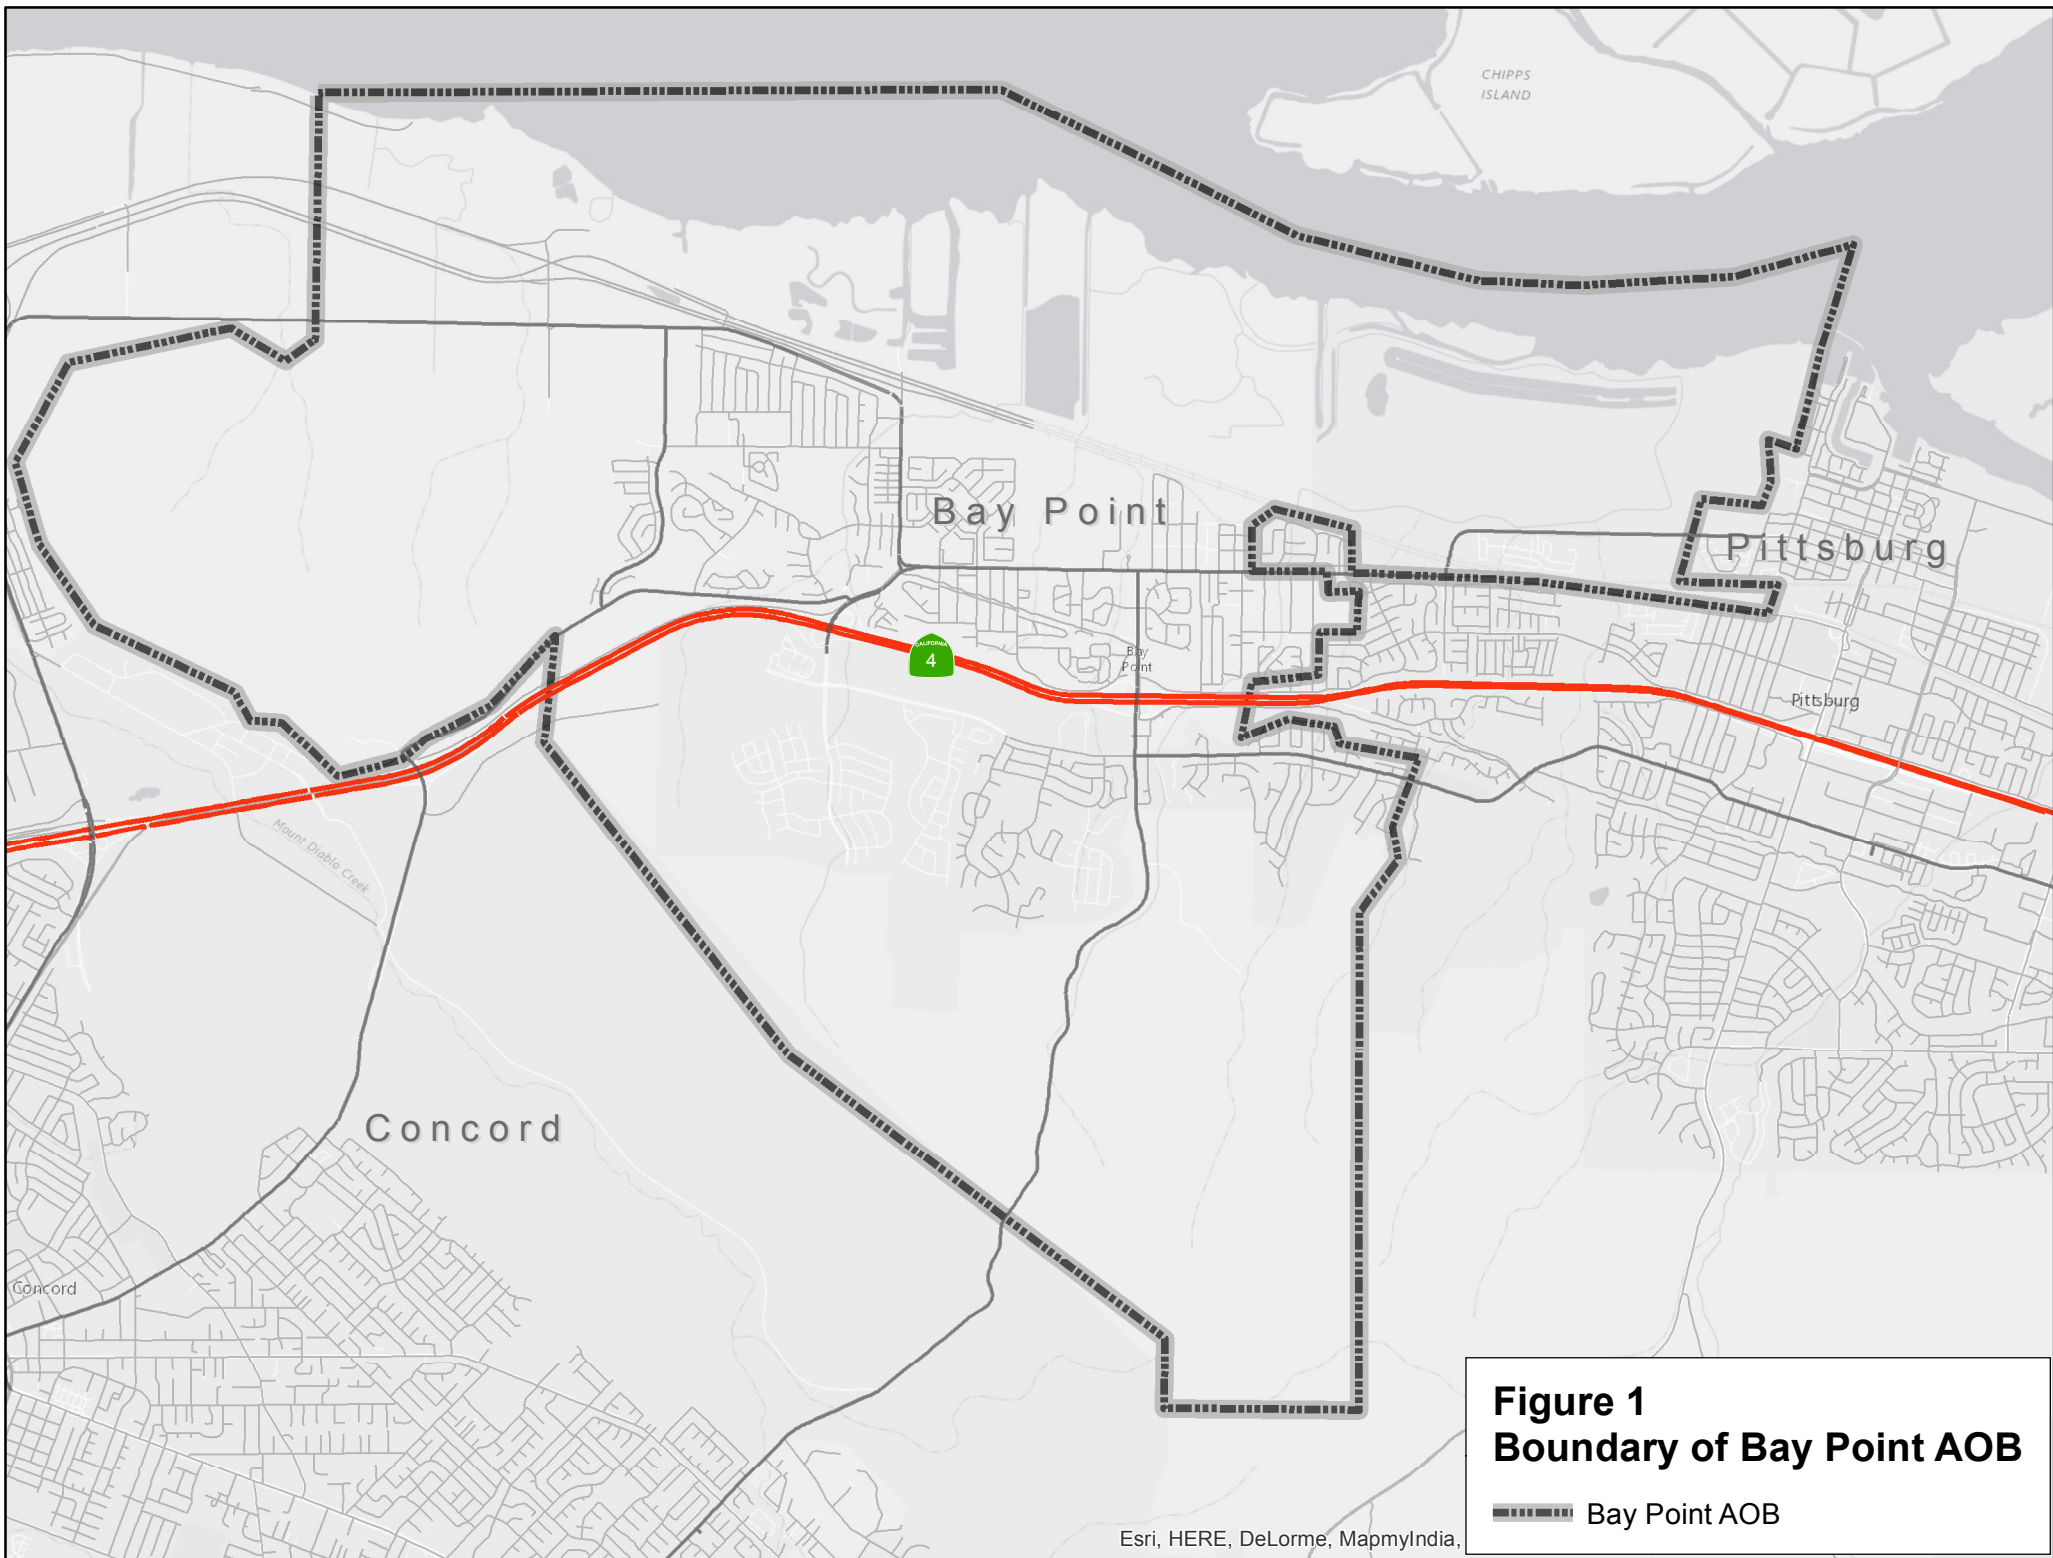 CHIPPS
ISLAND
Bay Point
Pittsburg
CALIFORNIA
4
Bay
Point
Pittsburg
Mount Diablo Creek
Concord
Concord
Figure 1
Boundary of Bay Point AOB
Bay Point AOB
Esri, HERE, DeLorme, MapmyIndia,